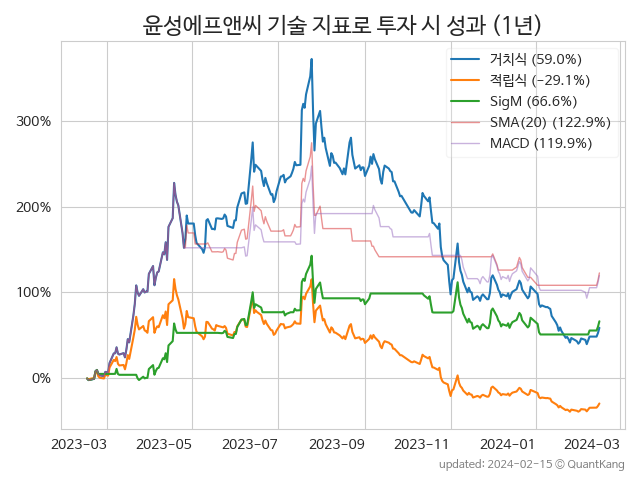 윤성에프앤씨 기술 지표로 투자 시 성과 (1년)
거치식 (59.0%)
적립식 (−29.1%)
SigM (66.6%)
SMA(20) (122.9%)
MACD (119.9%)
300%
200%
100%
0%
2023-03 2023-05 2023-07 2023-09 2023-11 2024-01 2024-03
updated: 2024-02-15 © QuantKang